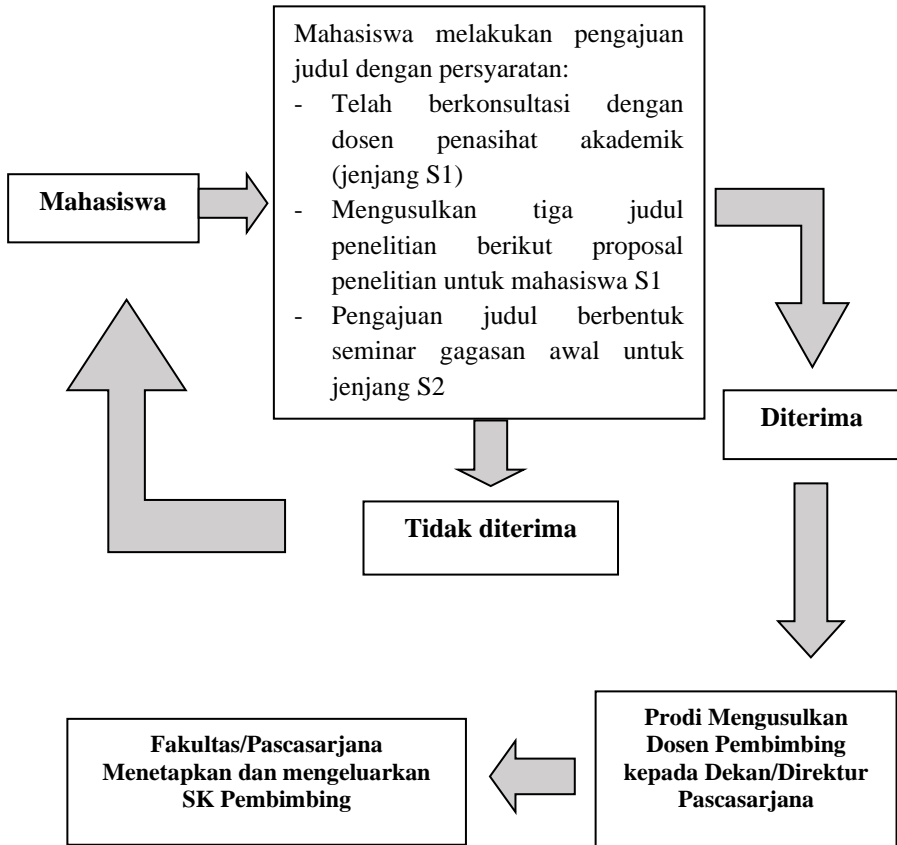 Mahasiswa melakukan pengajuan
judul dengan persyaratan:
- Telah berkonsultasi dengan
dosen penasihat akademik
(jenjang S1)
- Mengusulkan tiga judul
penelitian berikut proposal
penelitian untuk mahasiswa S1
- Pengajuan judul berbentuk
seminar gagasan awal untuk
jenjang S2
Mahasiswa
Diterima
Tidak diterima
Prodi Mengusulkan
Dosen Pembimbing
kepada Dekan/Direktur
Pascasarjana
Fakultas/Pascasarjana
Menetapkan dan mengeluarkan
SK Pembimbing